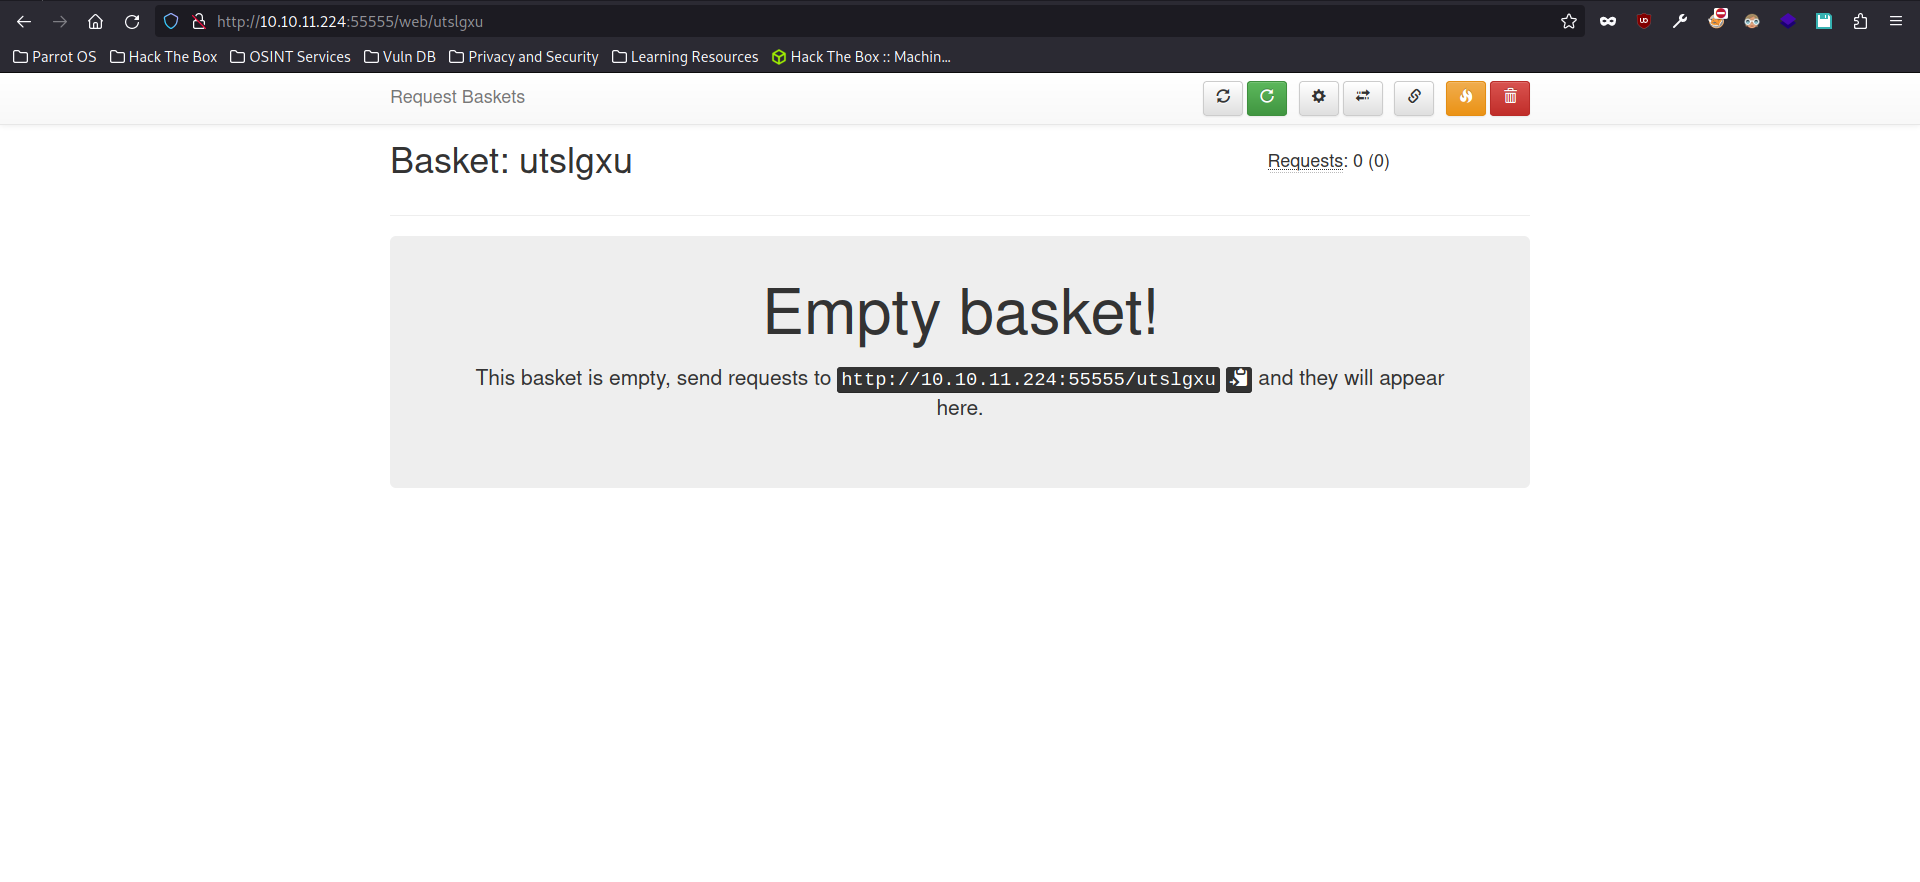 http://10.10.11.224:55555/web/utslgxu
Parrot OS Hack The Box OSINT Services Vuln DB Privacy and Security Learning Resources Hack The Box :: Machin...
Request Baskets
Basket: utslgxu
Requests: 0 (0)
Empty basket!
This basket is empty, send requests to http://10.10.11.224:55555/utslgxu and they will appear
here.